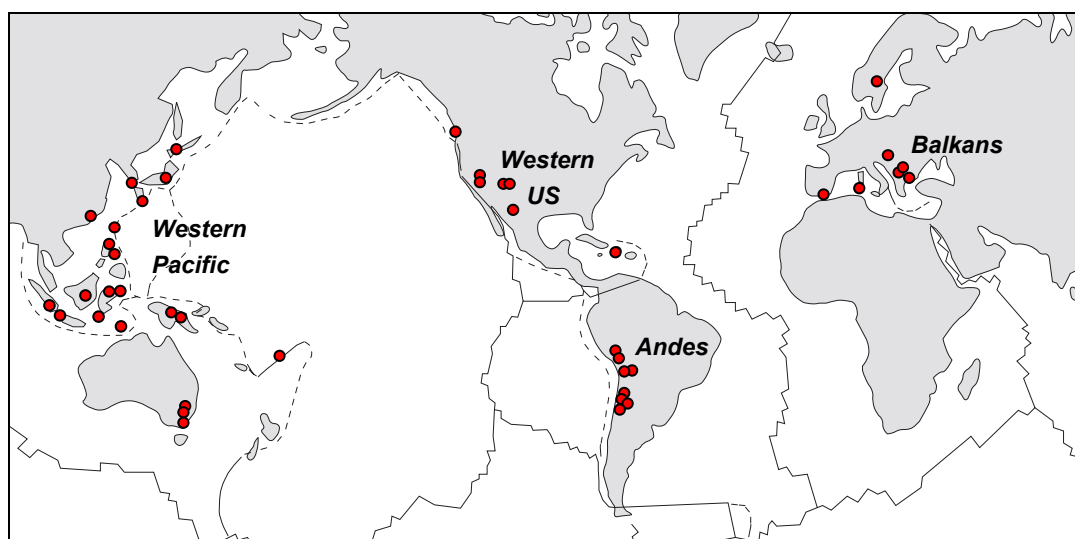 Western
US
Balkans
Western
Pacific
Andes